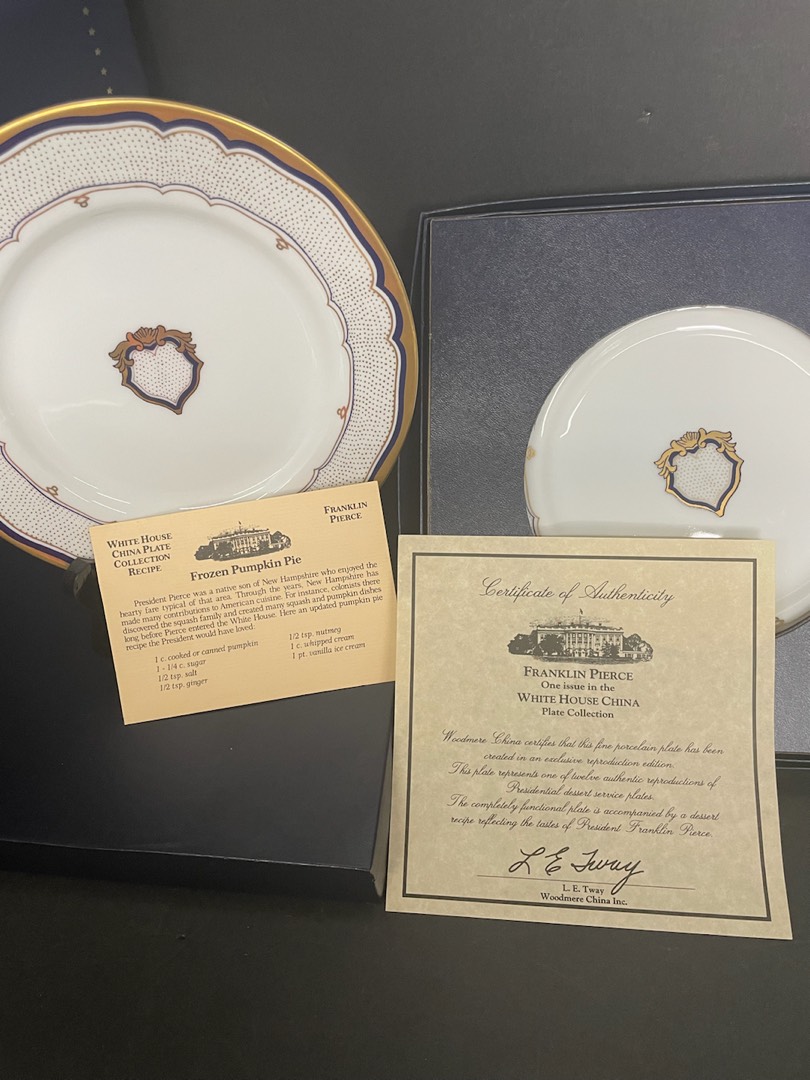 WHITE HOUSE
CHINA PLATE
COLLECTION
RECIPE
FRANKLIN
PIERCE
Frozen Pumpkin Pie
President Pierce was a native son of New Hampshire who enjoyed the
hearty fare typical of that area. Through the years, New Hampshire has
made many contributions to American cuisine. For instance, colonists there
discovered the squash family and created many squash and pumpkin dishes
long before Pierce entered the White House. Here an updated pumpkin pie
recipe the President would have loved.
1 c. cooked or canned pumpkin
1 - 1/4 c. sugar
1/2 tsp. salt
1/2 tsp. ginger
1/2 tsp. nutmeg
1 c. whipped cream
1 pt. vanilla ice cream
Certificate of Authenticity
FRANKLIN PIERCE
One issue in the
WHITE HOUSE CHINA
Plate Collection
Woodmere China certifies that this fine porcelain plate has been
created in an exclusive reproduction edition.
This plate represents one of twelve authentic reproductions of
Presidential dessert service plates.
The completely functional plate is accompanied by a dessert
recipe reflecting the tastes of President Franklin Pierce.
L E Tway
L. E. Tway
Woodmere China Inc.